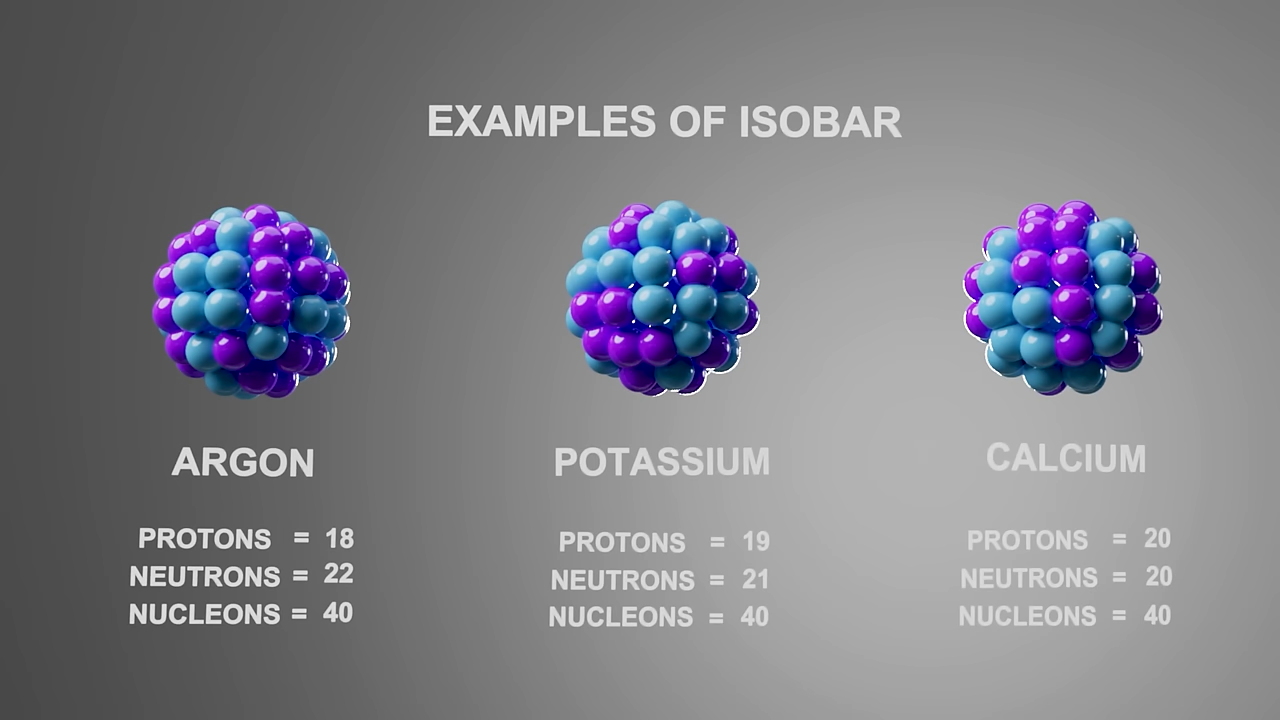 EXAMPLES OF ISOBAR
ARGON
PROTONS = 18
NEUTRONS = 22
NUCLEONS = 40
POTASSIUM
PROTONS = 19
NEUTRONS = 21
NUCLEONS = 40
CALCIUM
PROTONS = 20
NEUTRONS = 20
NUCLEONS = 40